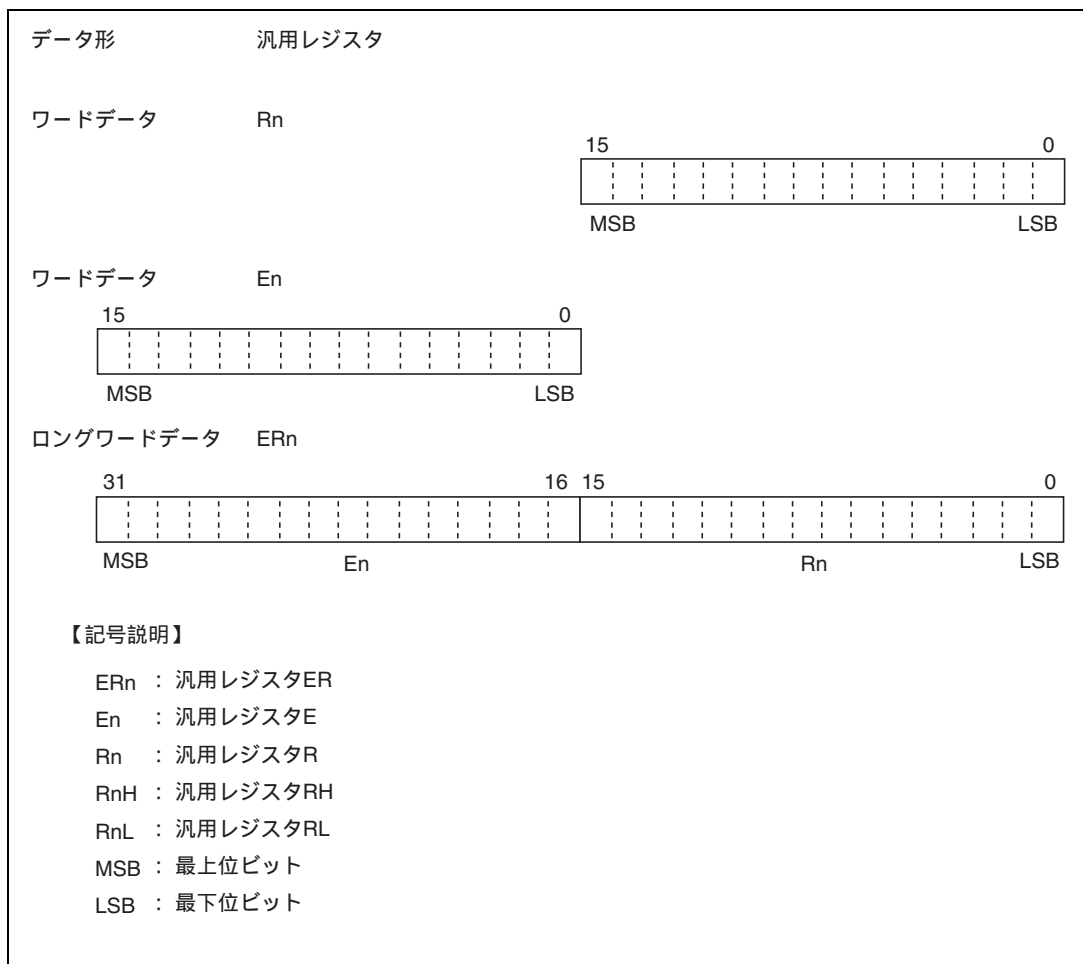 データ形 汎用レジスタ
ワードデータ Rn
15 0
MSB LSB
ワードデータ En
15 0
MSB LSB
ロングワードデータ ERn
31 16 15 0
MSB En Rn LSB
【記号説明】
ERn : 汎用レジスタER
En : 汎用レジスタE
Rn : 汎用レジスタR
RnH : 汎用レジスタRH
RnL : 汎用レジスタRL
MSB : 最上位ビット
LSB : 最下位ビット